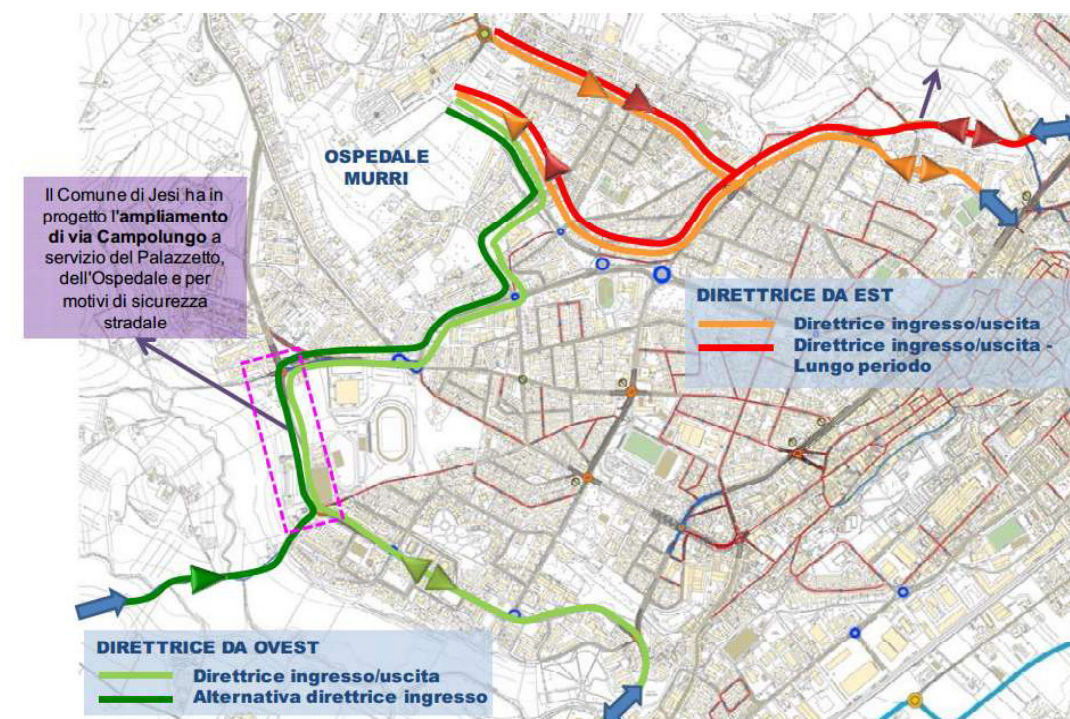 OSPEDALE
MURRI
Il Comune di Jesi ha in
progetto l'ampliamento
di via Campolungo a
servizio del Palazzetto,
dell'Ospedale e per
motivi di sicurezza
stradale
DIRETTRICE DA EST
Direttrice ingresso/uscita
Direttrice ingresso/uscita -
Lungo periodo
DIRETTRICE DA OVEST
Direttrice ingresso/uscita
Alternativa direttrice ingresso